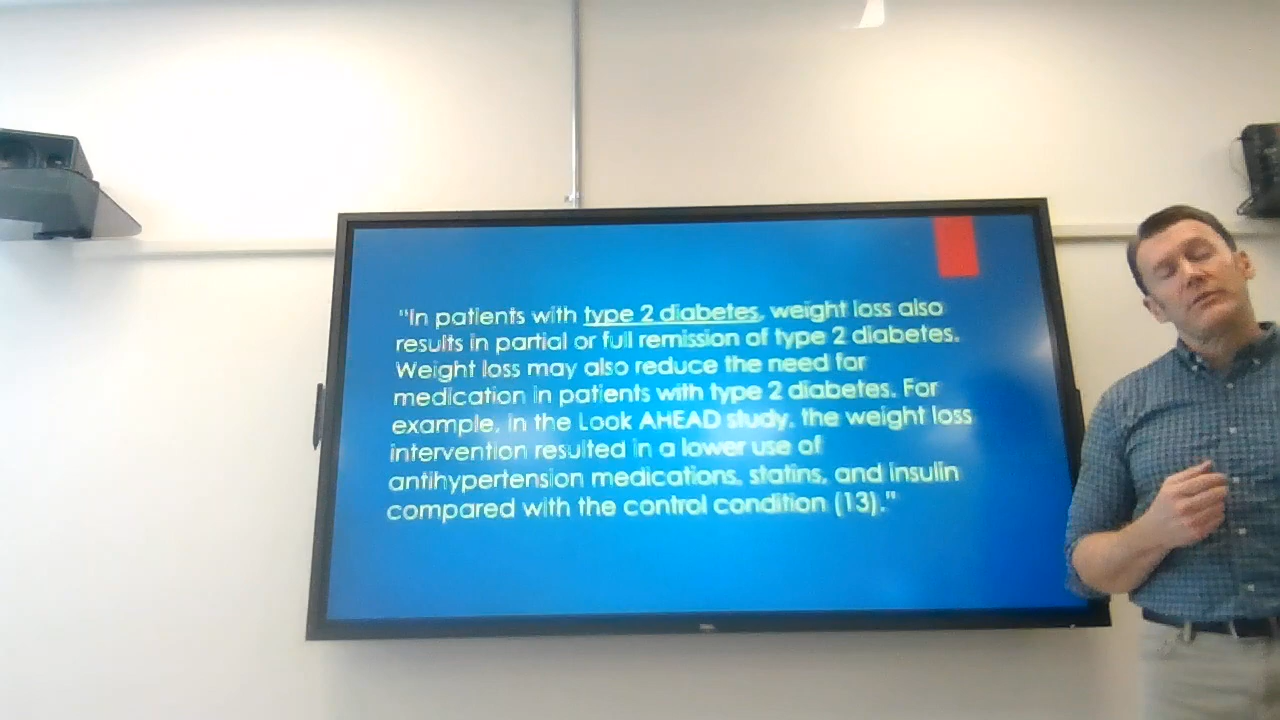 "In patients with type 2 diabetes, weight loss also
results in partial or full remission of type 2 diabetes.
Weight loss may also reduce the need for
medication in patients with type 2 diabetes. For
example, in the Look AHEAD study, the weight loss
intervention resulted in a lower use of
antihypertension medications, statins, and insulin
compared with the control condition (13)."